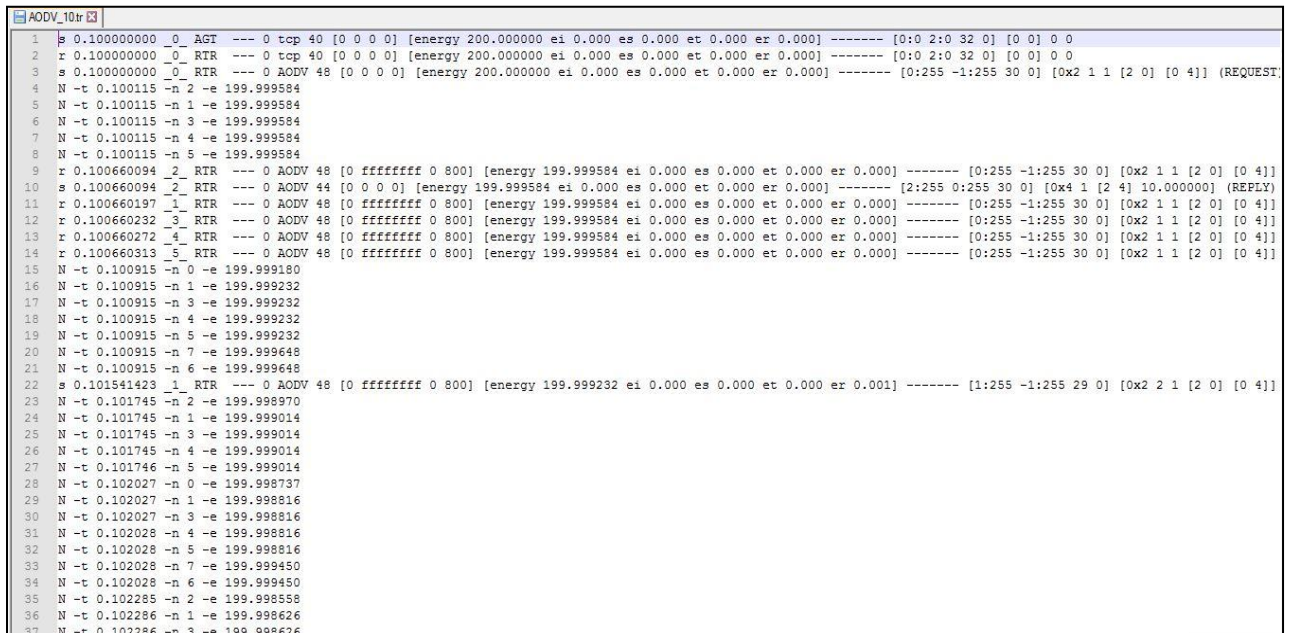 AODV_10.tr
1 s 0.100000000 _0_ AGT --- 0 tcp 40 [0 0 0 0] [energy 200.000000 ei 0.000 es 0.000 et 0.000 er 0.000] ------- [0:0 2:0 32 0] [0 0] 0 0
2 r 0.100000000 _0_ RTR --- 0 tcp 40 [0 0 0 0] [energy 200.000000 ei 0.000 es 0.000 et 0.000 er 0.000] ------- [0:0 2:0 32 0] [0 0] 0 0
3 s 0.100000000 _0_ RTR --- 0 AODV 48 [0 0 0 0] [energy 200.000000 ei 0.000 es 0.000 et 0.000 er 0.000] ------- [0:255 -1:255 30 0] [0x2 1 1 [2 0] [0 4]] (REQUEST)
4 N -t 0.100115 -n 2 -e 199.999584
5 N -t 0.100115 -n 1 -e 199.999584
6 N -t 0.100115 -n 3 -e 199.999584
7 N -t 0.100115 -n 4 -e 199.999584
8 N -t 0.100115 -n 5 -e 199.999584
9 r 0.100660094 _2_ RTR --- 0 AODV 48 [0 ffffffff 0 800] [energy 199.999584 ei 0.000 es 0.000 et 0.000 er 0.000] ------- [0:255 -1:255 30 0] [0x2 1 1 [2 0] [0 4]]
10 s 0.100660094 _2_ RTR --- 0 AODV 44 [0 0 0 0] [energy 199.999584 ei 0.000 es 0.000 et 0.000 er 0.000] ------- [2:255 0:255 30 0] [0x4 1 [2 4] 10.000000] (REPLY)
11 r 0.100660197 _1_ RTR --- 0 AODV 48 [0 ffffffff 0 800] [energy 199.999584 ei 0.000 es 0.000 et 0.000 er 0.000] ------- [0:255 -1:255 30 0] [0x2 1 1 [2 0] [0 4]]
12 r 0.100660232 _3_ RTR --- 0 AODV 48 [0 ffffffff 0 800] [energy 199.999584 ei 0.000 es 0.000 et 0.000 er 0.000] ------- [0:255 -1:255 30 0] [0x2 1 1 [2 0] [0 4]]
13 r 0.100660272 _4_ RTR --- 0 AODV 48 [0 ffffffff 0 800] [energy 199.999584 ei 0.000 es 0.000 et 0.000 er 0.000] ------- [0:255 -1:255 30 0] [0x2 1 1 [2 0] [0 4]]
14 r 0.100660313 _5_ RTR --- 0 AODV 48 [0 ffffffff 0 800] [energy 199.999584 ei 0.000 es 0.000 et 0.000 er 0.000] ------- [0:255 -1:255 30 0] [0x2 1 1 [2 0] [0 4]]
15 N -t 0.100915 -n 0 -e 199.999180
16 N -t 0.100915 -n 1 -e 199.999232
17 N -t 0.100915 -n 3 -e 199.999232
18 N -t 0.100915 -n 4 -e 199.999232
19 N -t 0.100915 -n 5 -e 199.999232
20 N -t 0.100915 -n 7 -e 199.999648
21 N -t 0.100915 -n 6 -e 199.999648
22 s 0.101541423 _1_ RTR --- 0 AODV 48 [0 ffffffff 0 800] [energy 199.999232 ei 0.000 es 0.000 et 0.000 er 0.001] ------- [1:255 -1:255 29 0] [0x2 2 1 [2 0] [0 4]]
23 N -t 0.101745 -n 2 -e 199.998970
24 N -t 0.101745 -n 1 -e 199.999014
25 N -t 0.101745 -n 3 -e 199.999014
26 N -t 0.101745 -n 4 -e 199.999014
27 N -t 0.101746 -n 5 -e 199.999014
28 N -t 0.102027 -n 0 -e 199.998737
29 N -t 0.102027 -n 1 -e 199.998816
30 N -t 0.102027 -n 3 -e 199.998816
31 N -t 0.102028 -n 4 -e 199.998816
32 N -t 0.102028 -n 5 -e 199.998816
33 N -t 0.102028 -n 7 -e 199.999450
34 N -t 0.102028 -n 6 -e 199.999450
35 N -t 0.102285 -n 2 -e 199.998558
36 N -t 0.102286 -n 1 -e 199.998626
37 N -t 0.102286 -n 3 -e 199.998626